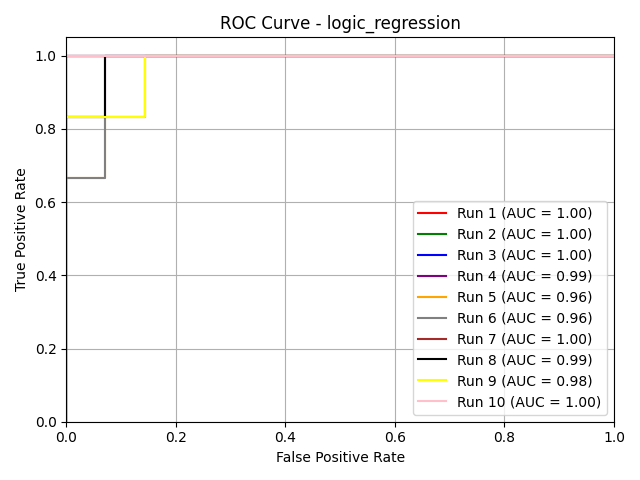 ROC Curve - logic_regression
1.0
0.8
0.6
0.4
0.2
0.0
True Positive Rate
Run 1 (AUC = 1.00)
Run 2 (AUC = 1.00)
Run 3 (AUC = 1.00)
Run 4 (AUC = 0.99)
Run 5 (AUC = 0.96)
Run 6 (AUC = 0.96)
Run 7 (AUC = 1.00)
Run 8 (AUC = 0.99)
Run 9 (AUC = 0.98)
Run 10 (AUC = 1.00)
0.0 0.2 0.4 0.6 0.8 1.0
False Positive Rate